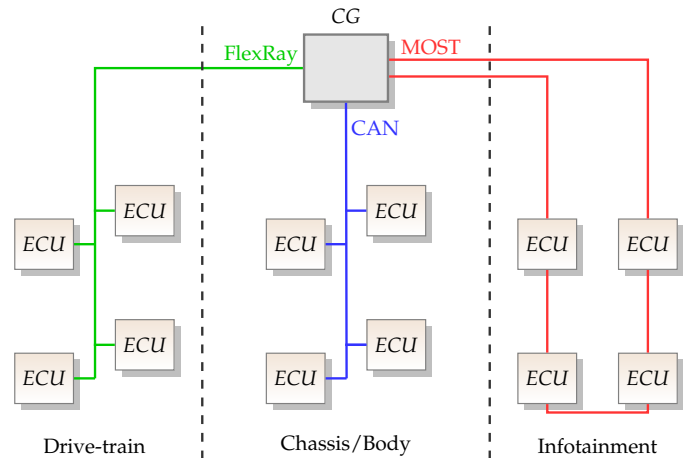 CG
FlexRay
MOST
CAN
ECU
ECU
ECU
ECU
ECU
ECU
ECU
ECU
ECU
ECU
ECU
ECU
Drive-train
Chassis/Body
Infotainment